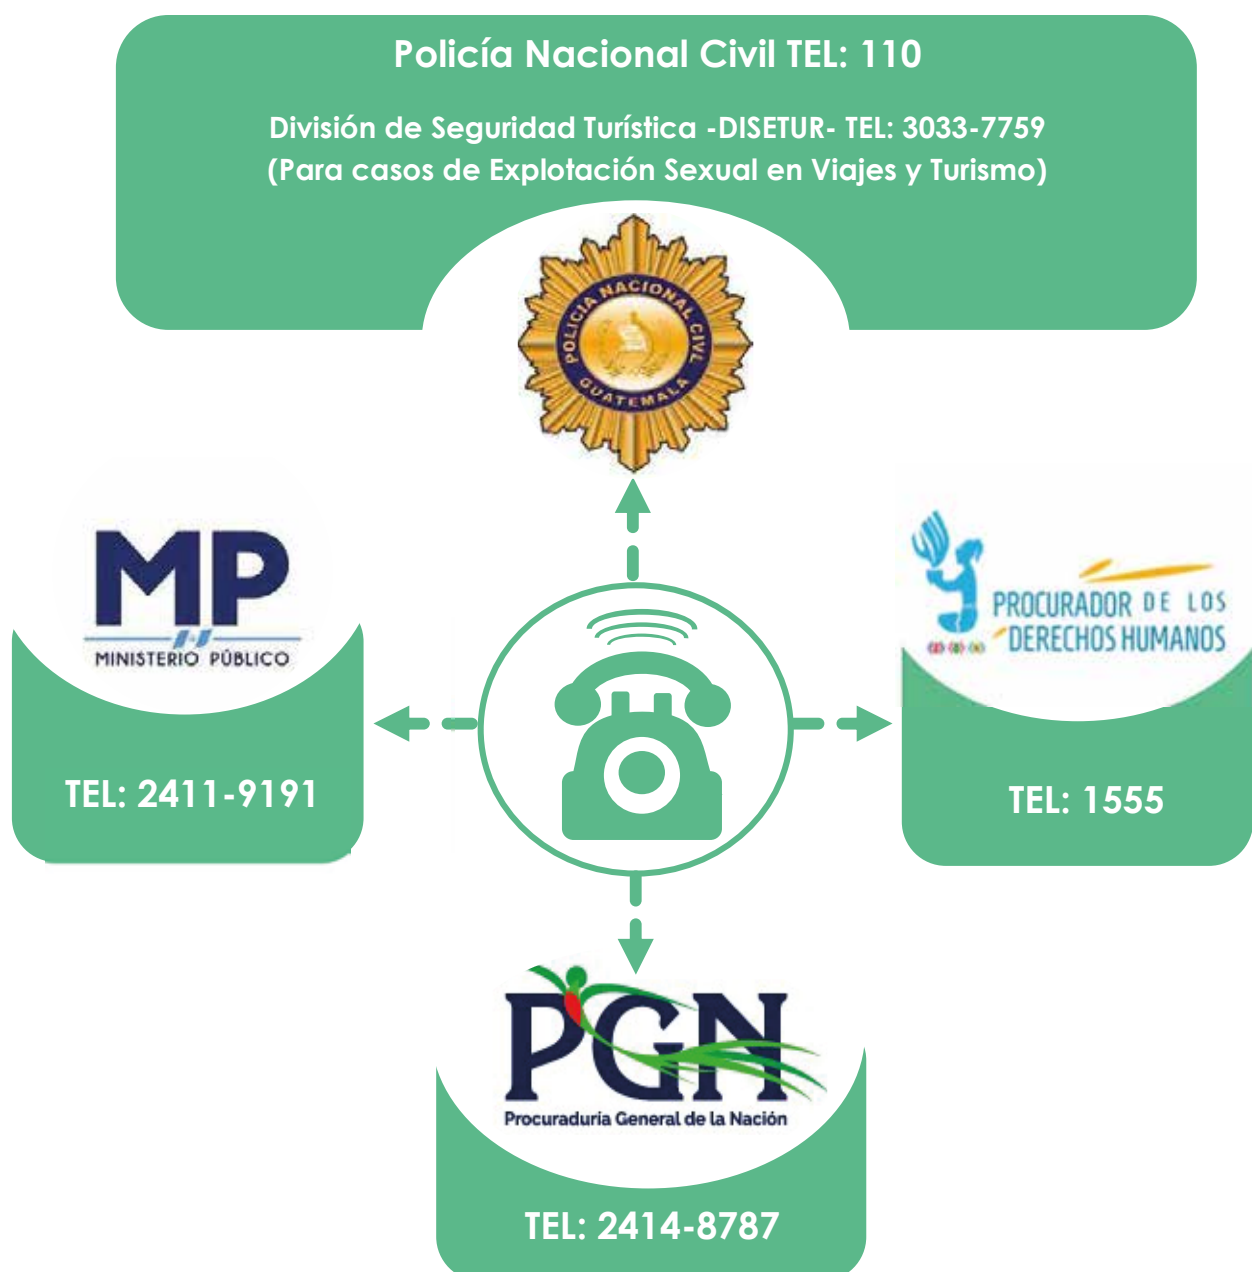 Policía Nacional Civil TEL: 110
División de Seguridad Turística -DISETUR- TEL: 3033-7759
(Para casos de Explotación Sexual en Viajes y Turismo)
POLICIA NACIONAL CIVIL
GUATEMALA
MP
MINISTERIO PÚBLICO
TEL: 2411-9191
PROCURADOR DE LOS
DERECHOS HUMANOS
TEL: 1555
PGN
Procuraduría General de la Nación
TEL: 2414-8787